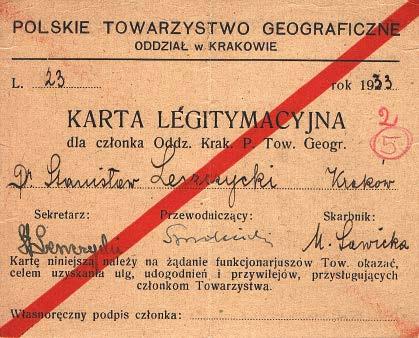 POLSKIE TOWARZYSTWO GEOGRAFICZNE
ODDZIAŁ w KRAKOWIE
L. 23 rok 1933
KARTA LEGITYMACYJNA
dla członka Oddz. Krak. P. Tow. Geogr.
2
5
Dr. Stanisław Leszczycki Kraków
Sekretarz: Przewodniczący: Skarbnik:
M. Sawicka
Kartę niniejszą należy na żądanie funkcjonarjuszów Tow. okazać,
celem uzyskania ulg, udogodnień i przywilejów, przysługujących
członkom Towarzystwa.
Własnoręczny podpis członka: